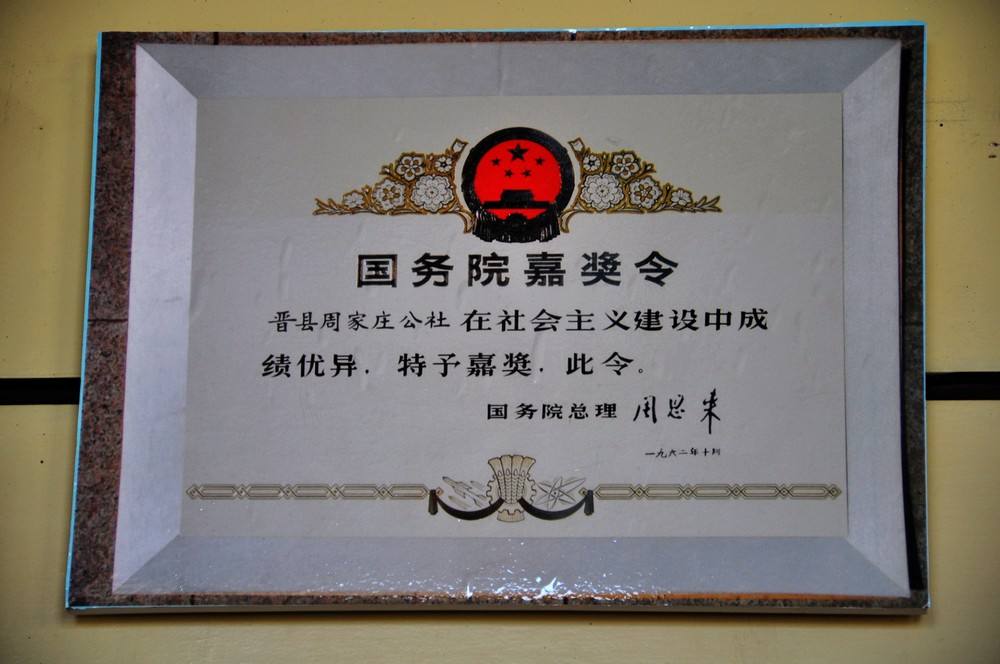 国务院嘉奖令
晋县周家庄公社在社会主义建设中成
绩优异．特予嘉奖．此令。
国务院总理 周恩来
一九六二年十月